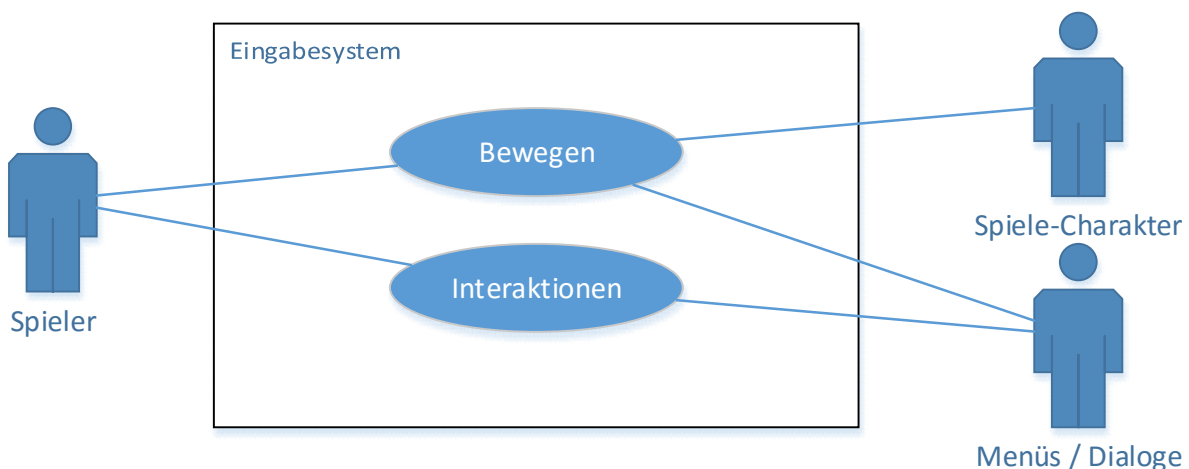 Eingabesystem
Bewegen
Interaktionen
Spieler
Spiele-Charakter
Menüs / Dialoge